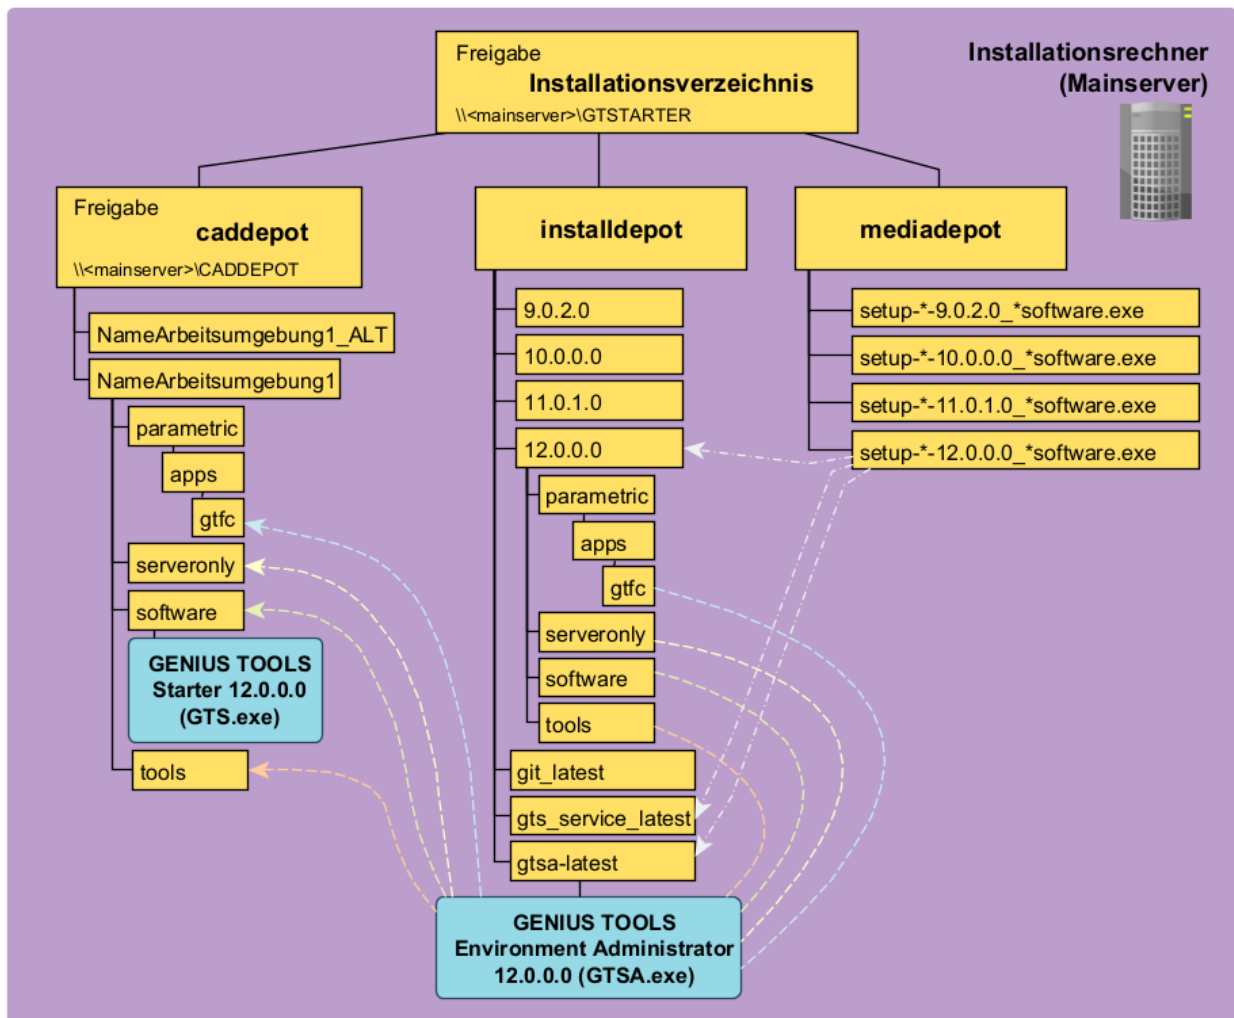 Installationsrechner
(Mainserver)
Freigabe
Installationsverzeichnis
\\<mainserver>\GTSTARTER
Freigabe
caddepot
\\<mainserver>\CADDEPOT
NameArbeitsumgebung1_ALT
NameArbeitsumgebung1
parametric
apps
gtfc
serveronly
software
GENIUS TOOLS
Starter 12.0.0.0
(GTS.exe)
tools
installdepot
9.0.2.0
10.0.0.0
11.0.1.0
12.0.0.0
parametric
apps
gtfc
serveronly
software
tools
git_latest
gts_service_latest
gtsa-latest
GENIUS TOOLS
Environment Administrator
12.0.0.0 (GTSA.exe)
mediadepot
setup-*-9.0.2.0_*software.exe
setup-*-10.0.0.0_*software.exe
setup-*-11.0.1.0_*software.exe
setup-*-12.0.0.0_*software.exe